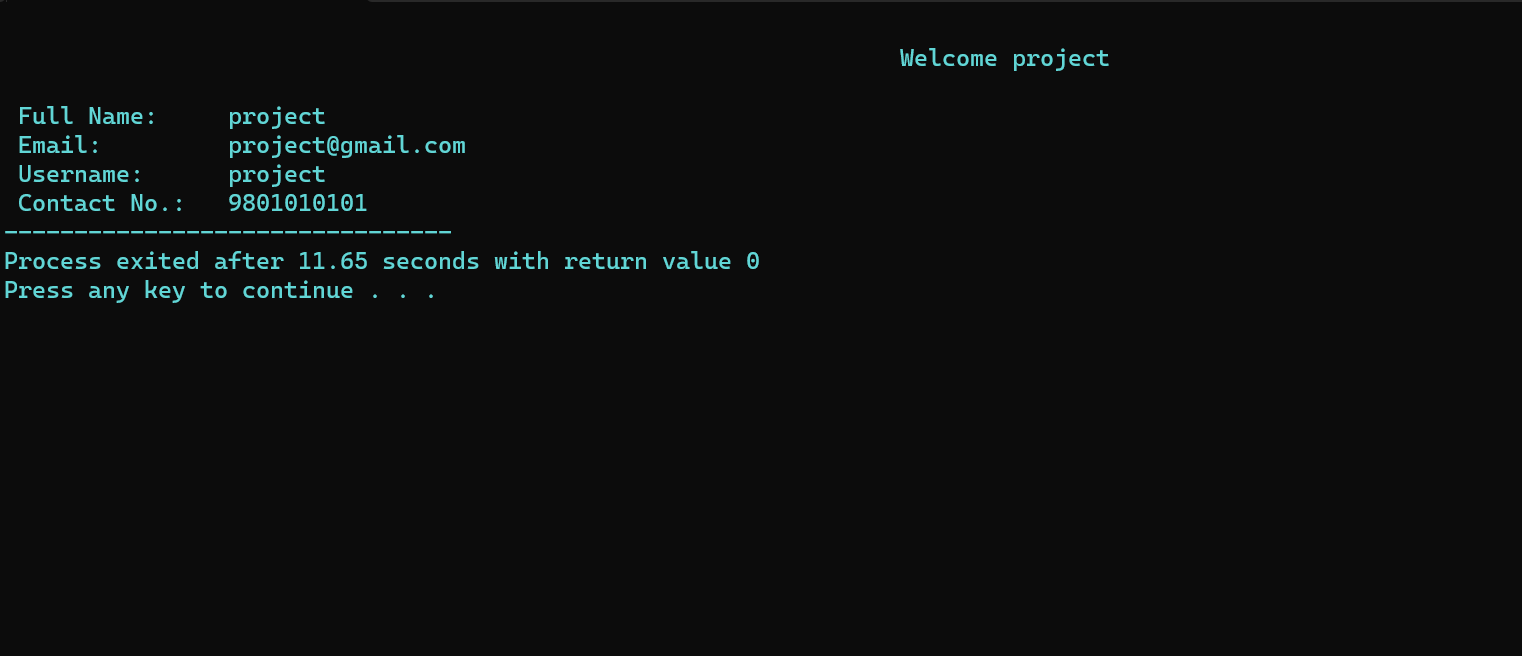 Welcome project
Full Name: project
Email: project@gmail.com
Username: project
Contact No.: 9801010101
--------------------------------
Process exited after 11.65 seconds with return value 0
Press any key to continue . . .